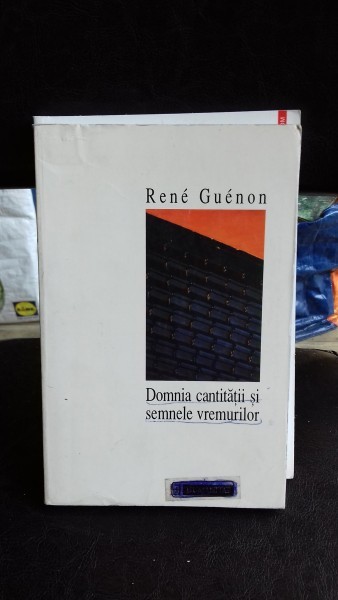 René Guénon
Domnia cantității și
semnele vremurilor